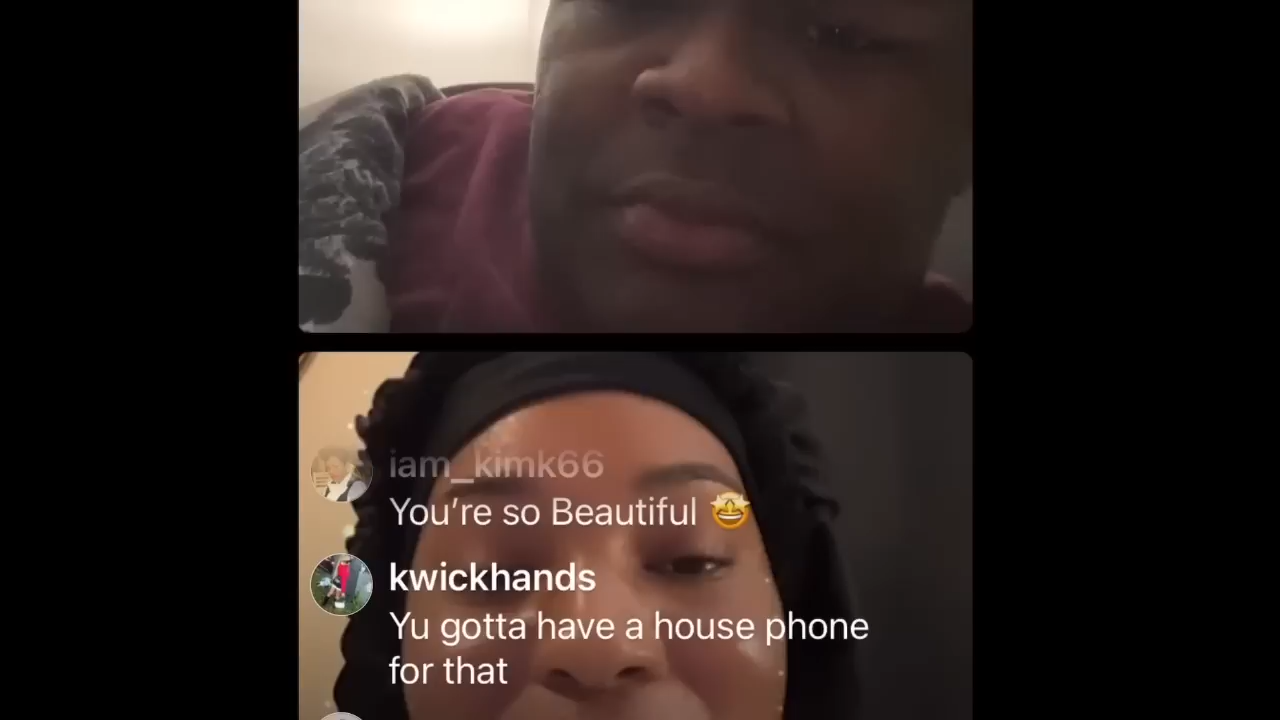 iam_kimk66
You’re so Beautiful 🤩
kwickhands
Yu gotta have a house phone
for that